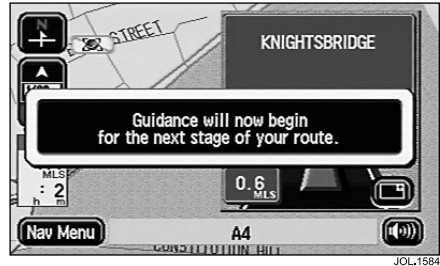 N
STREET
KNIGHTSBRIDGE
Guidance will now begin
for the next stage of your route.
MLS
: 2
h m
0.6
MLS
Nav Menu
A4
CONSTITUTION HILL
JOL.1584